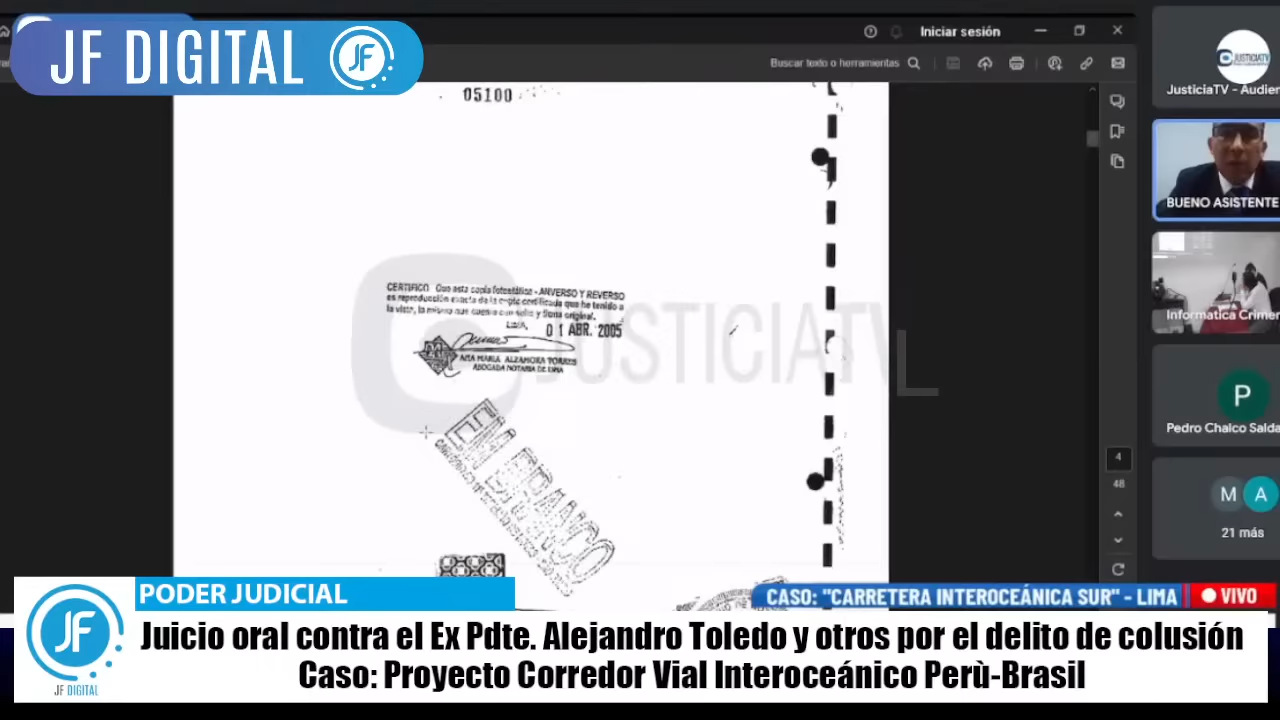 JF DIGITAL
JF
Iniciar sesión
Buscar texto o herramientas
05100
CERTIFICO Que esta copia fotostática - ANVERSO Y REVERSO
es reproducción exacta de la copia certificada que he tenido a
la vista, la misma que cuenta con sello y firma original.
LIMA, 01 ABR. 2005
ANA MARIA ALZAMORA TORRES
ABOGADA NOTARIA DE LIMA
JUSTICIATV
L
EN BLANCO
4
48
JUSTICIATV
JusticiaTV - Audien
BUENO ASISTENTE
Informatica Crimer
P
Pedro Chalco Salda
M A
21 más
PODER JUDICIAL
CASO: "CARRETERA INTEROCEÁNICA SUR" - LIMA
VIVO
JF
JF DIGITAL
Juicio oral contra el Ex Pdte. Alejandro Toledo y otros por el delito de colusión
Caso: Proyecto Corredor Vial Interoceánico Perù-Brasil